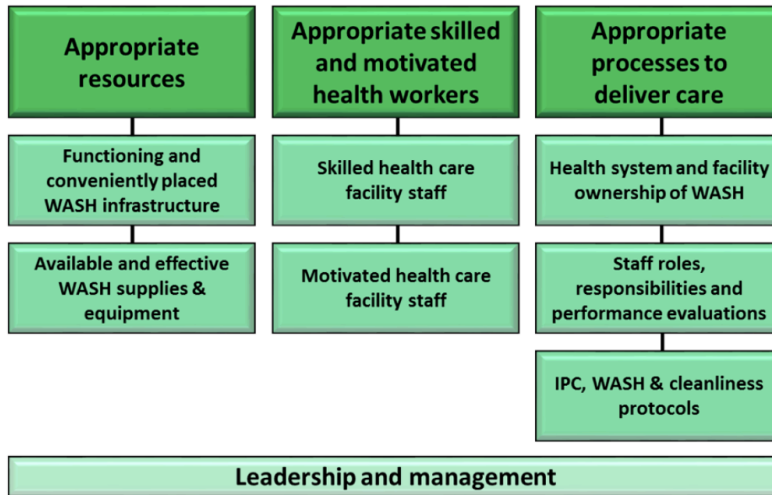 Appropriate
resources
Functioning and
conveniently placed
WASH infrastructure
Available and effective
WASH supplies &
equipment
Appropriate skilled
and motivated
health workers
Skilled health care
facility staff
Motivated health care
facility staff
Appropriate
processes to
deliver care
Health system and facility
ownership of WASH
Staff roles,
responsibilities and
performance evaluations
IPC, WASH & cleanliness
protocols
Leadership and management